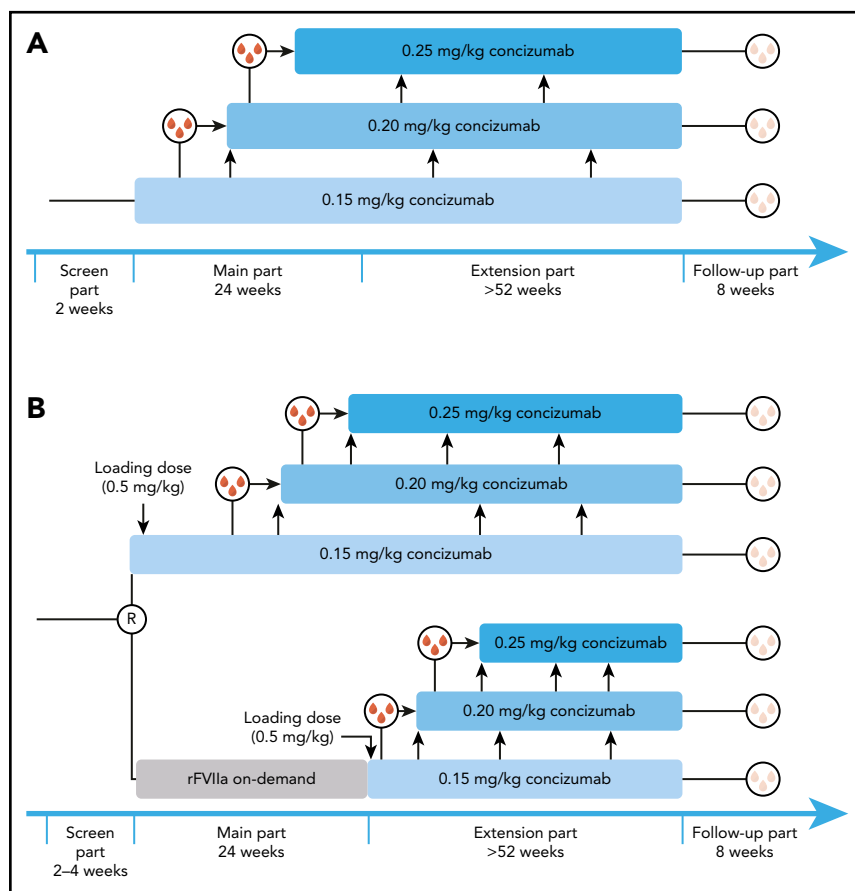 A
0.25 mg/kg concizumab
0.20 mg/kg concizumab
0.15 mg/kg concizumab
Screen
part
2 weeks
Main part
24 weeks
Extension part
>52 weeks
Follow-up part
8 weeks
B
0.25 mg/kg concizumab
Loading dose
(0.5 mg/kg)
0.20 mg/kg concizumab
0.15 mg/kg concizumab
R
0.25 mg/kg concizumab
Loading dose
(0.5 mg/kg)
0.20 mg/kg concizumab
rFVIIa on-demand
0.15 mg/kg concizumab
Screen
part
2–4 weeks
Main part
24 weeks
Extension part
>52 weeks
Follow-up part
8 weeks